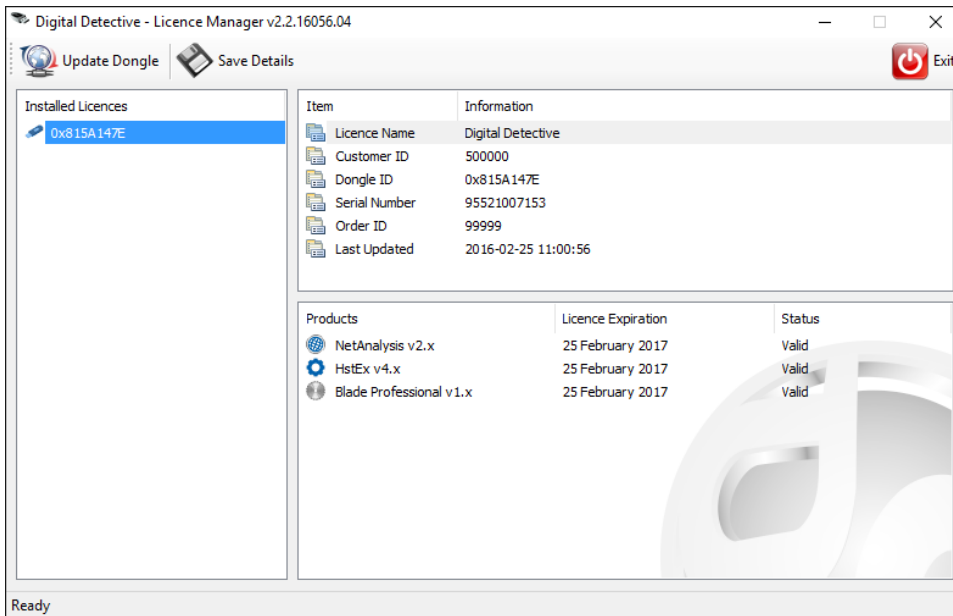 Digital Detective - Licence Manager v2.2.16056.04
Update Dongle Save Details Exit
Installed Licences
0x815A147E
Item Information
Licence Name Digital Detective
Customer ID 500000
Dongle ID 0x815A147E
Serial Number 95521007153
Order ID 99999
Last Updated 2016-02-25 11:00:56
Products Licence Expiration Status
NetAnalysis v2.x 25 February 2017 Valid
HstEx v4.x 25 February 2017 Valid
Blade Professional v1.x 25 February 2017 Valid
Ready